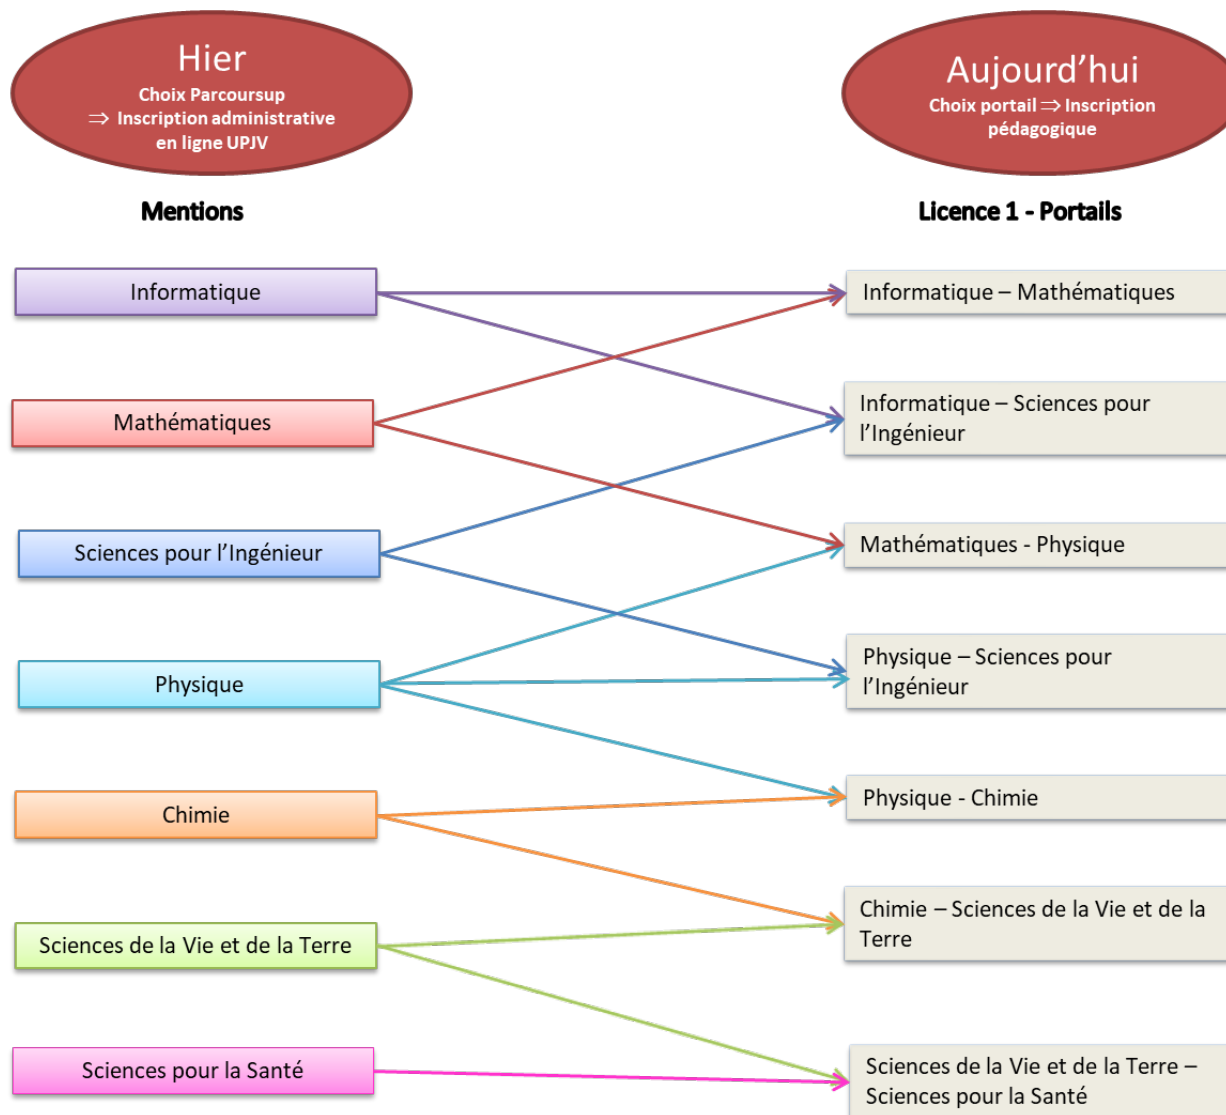 Hier
Choix Parcoursup
⇒ Inscription administrative
en ligne UPJV
Aujourd’hui
Choix portail ⇒ Inscription
pédagogique
Mentions
Licence 1 - Portails
Informatique
Informatique – Mathématiques
Mathématiques
Informatique – Sciences pour
l’Ingénieur
Sciences pour l’Ingénieur
Mathématiques - Physique
Physique
Physique – Sciences pour
l’Ingénieur
Chimie
Physique - Chimie
Sciences de la Vie et de la Terre
Chimie – Sciences de la Vie et de la
Terre
Sciences pour la Santé
Sciences de la Vie et de la Terre –
Sciences pour la Santé